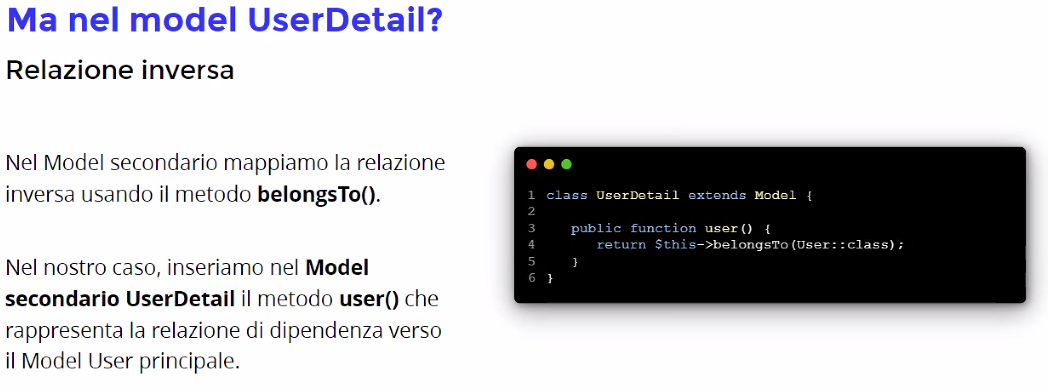 Ma nel model UserDetail?
Relazione inversa
Nel Model secondario mappiamo la relazione
inversa usando il metodo belongsTo().
Nel nostro caso, inseriamo nel Model
secondario UserDetail il metodo user() che
rappresenta la relazione di dipendenza verso
il Model User principale.
1 class UserDetail extends Model {
2
3 public function user() {
4 return $this->belongsTo(User::class);
5 }
6 }